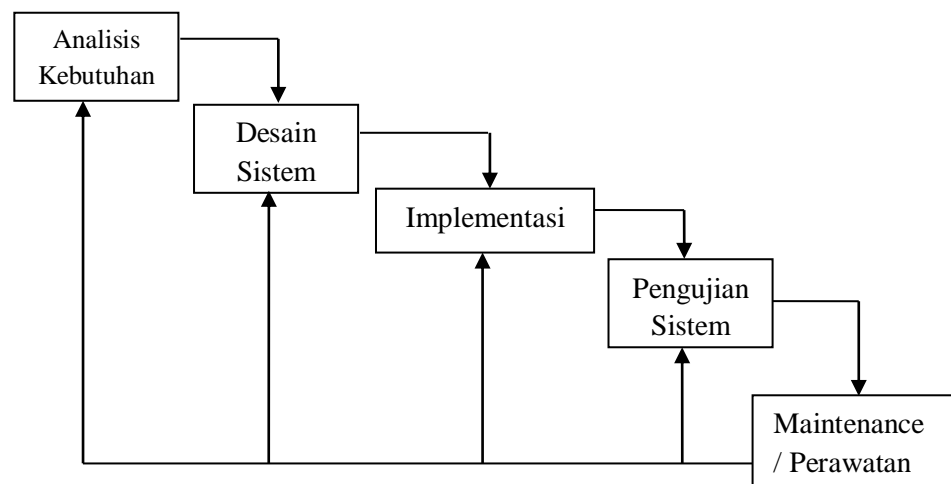 Analisis
Kebutuhan
Desain
Sistem
Implementasi
Pengujian
Sistem
Maintenance
/ Perawatan